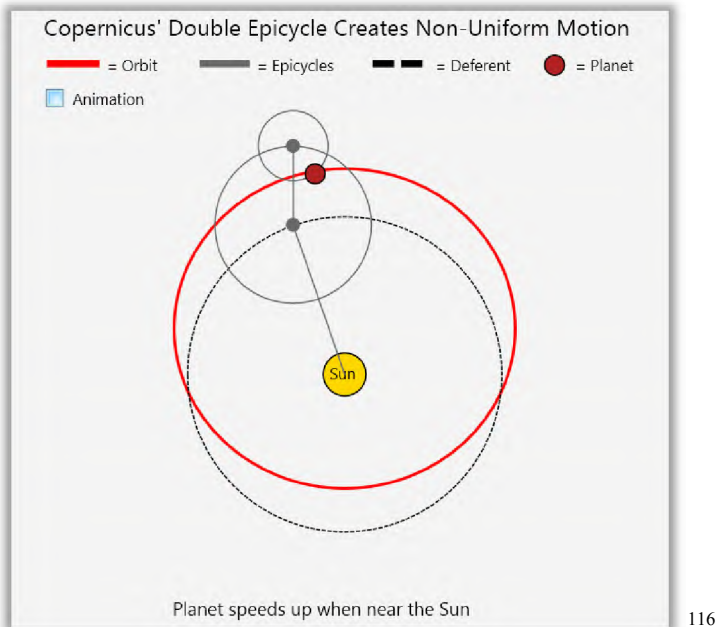 Copernicus' Double Epicycle Creates Non-Uniform Motion
= Orbit = Epicycles = Deferent = Planet
Animation
Sun
Planet speeds up when near the Sun
116